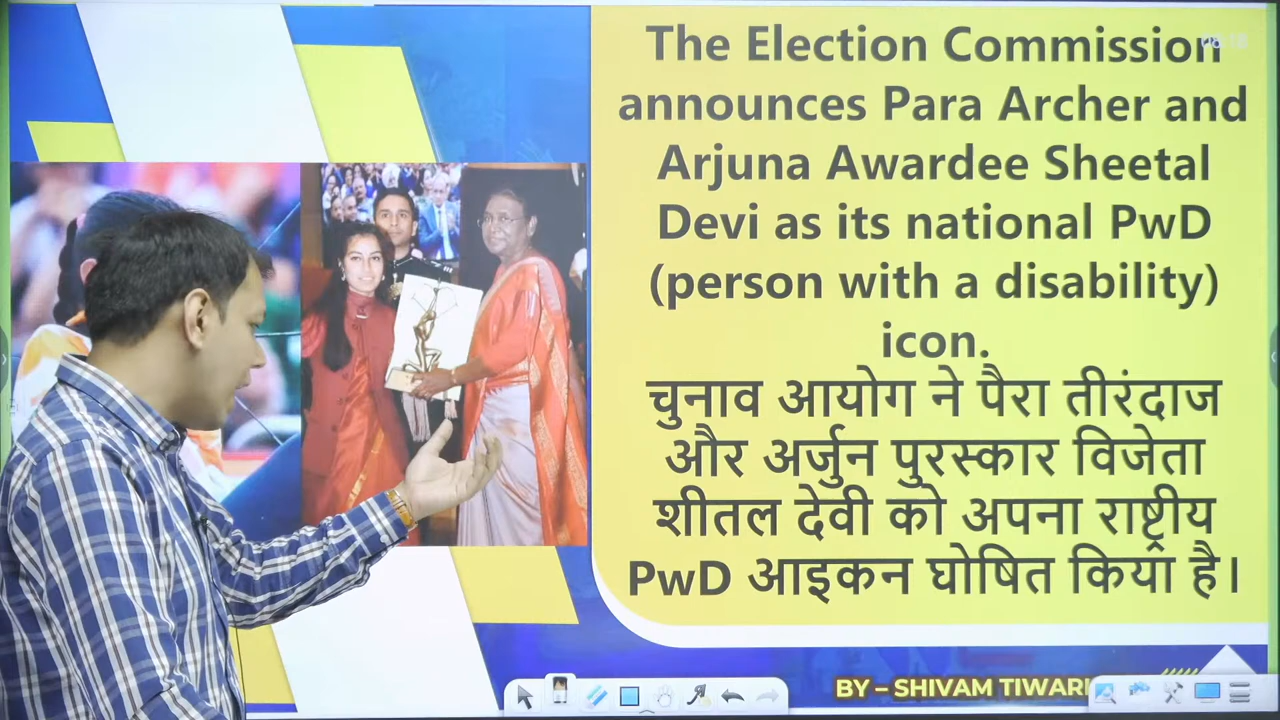 The Election Commission
announces Para Archer and
Arjuna Awardee Sheetal
Devi as its national PwD
(person with a disability)
icon.
चुनाव आयोग ने पैरा तीरंदाज
और अर्जुन पुरस्कार विजेता
शीतल देवी को अपना राष्ट्रीय
PwD आइकन घोषित किया है।
BY – SHIVAM TIWARI